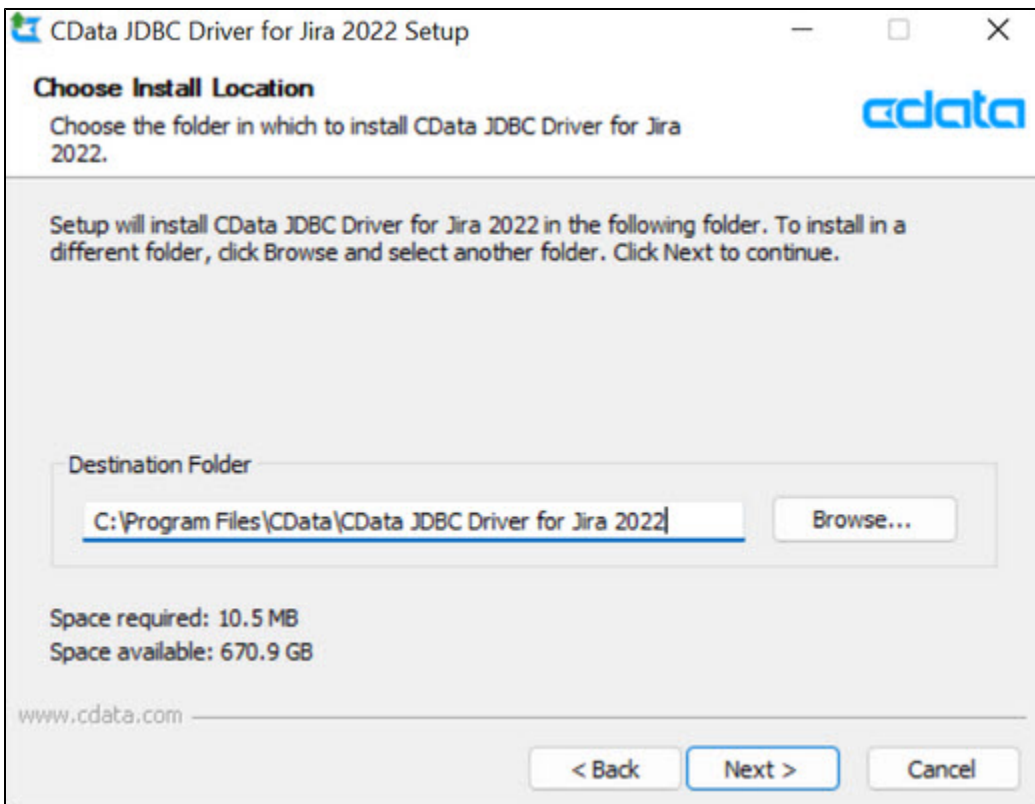 CData JDBC Driver for Jira 2022 Setup
Choose Install Location
Choose the folder in which to install CData JDBC Driver for Jira
2022.
cdata
Setup will install CData JDBC Driver for Jira 2022 in the following folder. To install in a
different folder, click Browse and select another folder. Click Next to continue.
Destination Folder
C:\Program Files\CData\CData JDBC Driver for Jira 2022
Browse...
Space required: 10.5 MB
Space available: 670.9 GB
www.cdata.com
< Back
Next >
Cancel